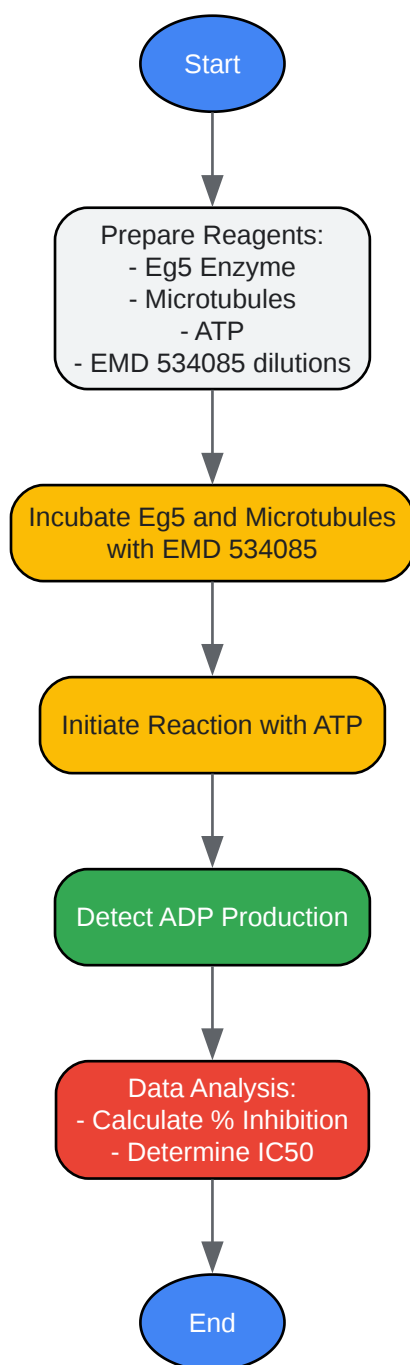 Start
Prepare Reagents:
- Eg5 Enzyme
- Microtubules
- ATP
- EMD 534085 dilutions
Incubate Eg5 and Microtubules
with EMD 534085
Initiate Reaction with ATP
Detect ADP Production
Data Analysis:
- Calculate % Inhibition
- Determine IC50
End